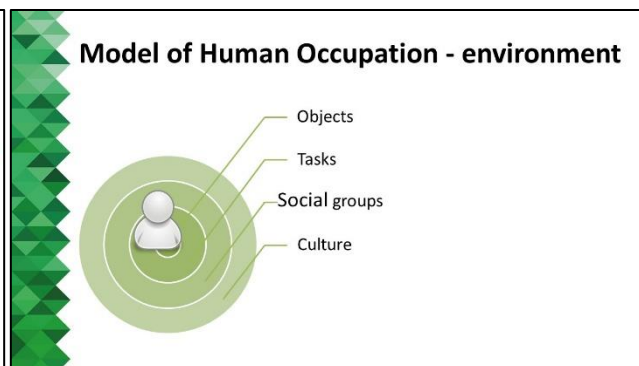 Model of Human Occupation - environment
Objects
Tasks
Social groups
Culture